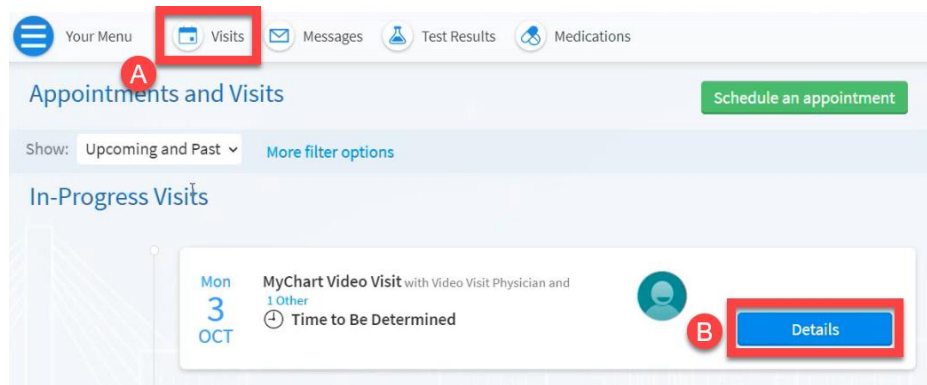 Your Menu Visits Messages Test Results Medications
A
Appointments and Visits
Schedule an appointment
Show: Upcoming and Past More filter options
In-Progress Visits
Mon
3
OCT
MyChart Video Visit with Video Visit Physician and
1 Other
Time to Be Determined
B
Details